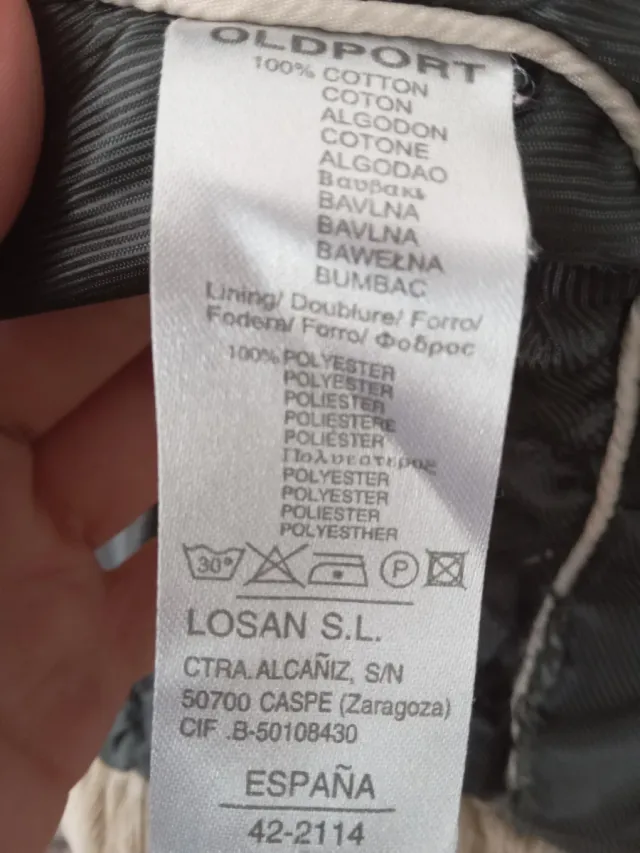 OLDPORT
100% COTTON
COTON
ALGODON
COTONE
ALGODAO
Βαυβακι
BAVLNA
BAVLNA
BAWEŁNA
BUMBAC
Lining/ Doublure/ Forro/
Fodera/ Forro/ Φοδρος
100% POLYESTER
POLYESTER
POLIESTER
POLIESTERE
POLIÉSTER
Πολυεστερος
POLYESTER
POLYESTER
POLIESTER
POLYESTHER
30° P
LOSAN S.L.
CTRA. ALCAÑIZ, S/N
50700 CASPE (Zaragoza)
CIF .B-50108430
ESPAÑA
42-2114